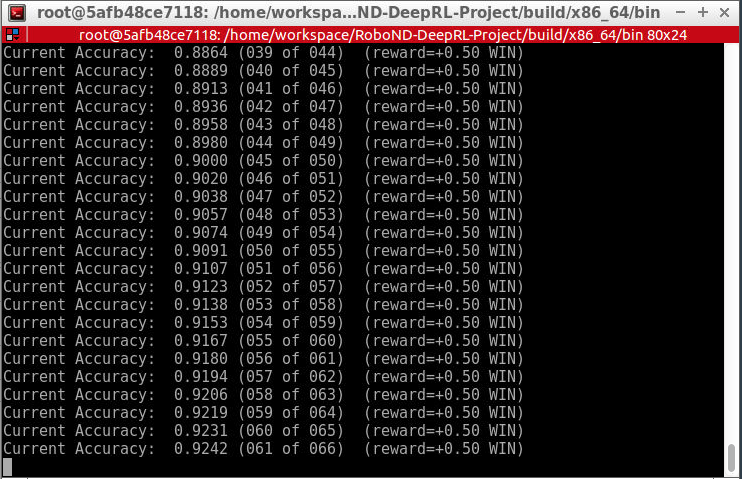 root@5afb48ce7118: /home/workspa...ND-DeepRL-Project/build/x86_64/bin
root@5afb48ce7118: /home/workspace/RoboND-DeepRL-Project/build/x86_64/bin 80x24
Current Accuracy:  0.8864 (039 of 044)  (reward=+0.50 WIN)
Current Accuracy:  0.8889 (040 of 045)  (reward=+0.50 WIN)
Current Accuracy:  0.8913 (041 of 046)  (reward=+0.50 WIN)
Current Accuracy:  0.8936 (042 of 047)  (reward=+0.50 WIN)
Current Accuracy:  0.8958 (043 of 048)  (reward=+0.50 WIN)
Current Accuracy:  0.8980 (044 of 049)  (reward=+0.50 WIN)
Current Accuracy:  0.9000 (045 of 050)  (reward=+0.50 WIN)
Current Accuracy:  0.9020 (046 of 051)  (reward=+0.50 WIN)
Current Accuracy:  0.9038 (047 of 052)  (reward=+0.50 WIN)
Current Accuracy:  0.9057 (048 of 053)  (reward=+0.50 WIN)
Current Accuracy:  0.9074 (049 of 054)  (reward=+0.50 WIN)
Current Accuracy:  0.9091 (050 of 055)  (reward=+0.50 WIN)
Current Accuracy:  0.9107 (051 of 056)  (reward=+0.50 WIN)
Current Accuracy:  0.9123 (052 of 057)  (reward=+0.50 WIN)
Current Accuracy:  0.9138 (053 of 058)  (reward=+0.50 WIN)
Current Accuracy:  0.9153 (054 of 059)  (reward=+0.50 WIN)
Current Accuracy:  0.9167 (055 of 060)  (reward=+0.50 WIN)
Current Accuracy:  0.9180 (056 of 061)  (reward=+0.50 WIN)
Current Accuracy:  0.9194 (057 of 062)  (reward=+0.50 WIN)
Current Accuracy:  0.9206 (058 of 063)  (reward=+0.50 WIN)
Current Accuracy:  0.9219 (059 of 064)  (reward=+0.50 WIN)
Current Accuracy:  0.9231 (060 of 065)  (reward=+0.50 WIN)
Current Accuracy:  0.9242 (061 of 066)  (reward=+0.50 WIN)